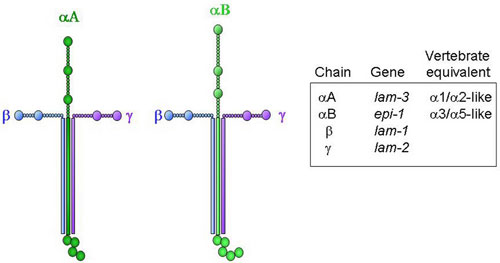 αA
αB
β
γ
β
γ
Vertebrate
Chain Gene equivalent
αA lam-3 α1/α2-like
αB epi-1 α3/α5-like
β lam-1
γ lam-2